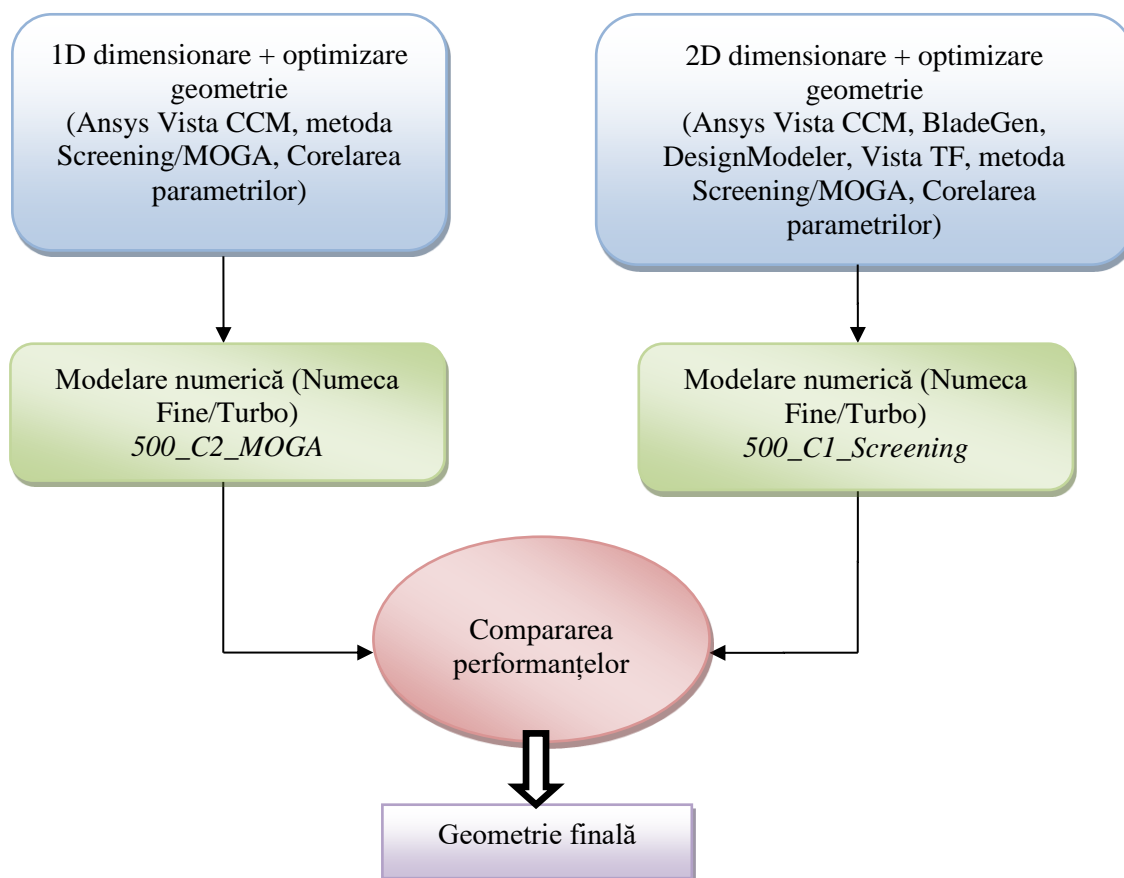 1D dimensionare + optimizare
geometrie
(Ansys Vista CCM, metoda
Screening/MOGA, Corelarea
parametrilor)
2D dimensionare + optimizare
geometrie
(Ansys Vista CCM, BladeGen,
DesignModeler, Vista TF, metoda
Screening/MOGA, Corelarea
parametrilor)
Modelare numerică (Numeca
Fine/Turbo)
500_C2_MOGA
Modelare numerică (Numeca
Fine/Turbo)
500_C1_Screening
Compararea
performanțelor
Geometrie finală